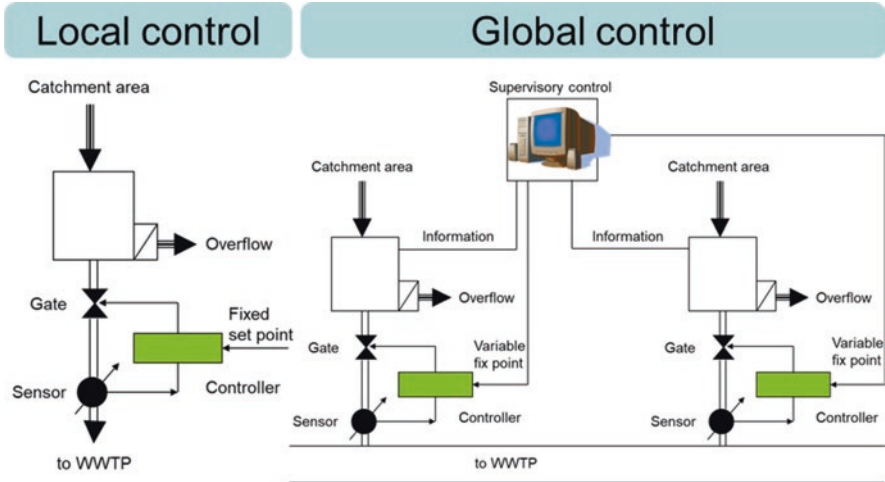 Local control
Global control
Catchment area
Overflow
Gate
Fixed
set point
Sensor
Controller
to WWTP
Supervisory control
Catchment area
Catchment area
Information
Information
Overflow
Overflow
Gate
Variable
fix point
Gate
Variable
fix point
Sensor
Controller
Sensor
Controller
to WWTP